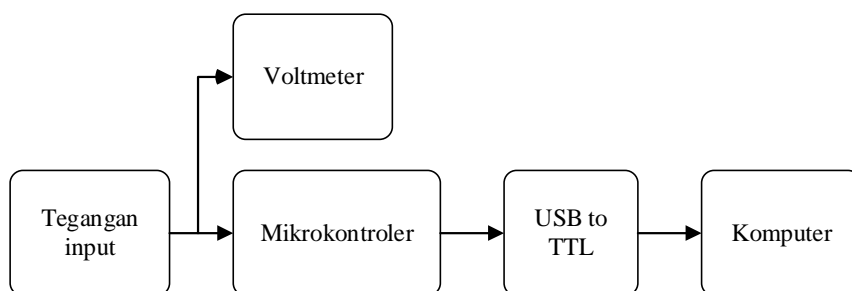 Voltmeter
Tegangan
input
Mikrokontroler
USB to
TTL
Komputer